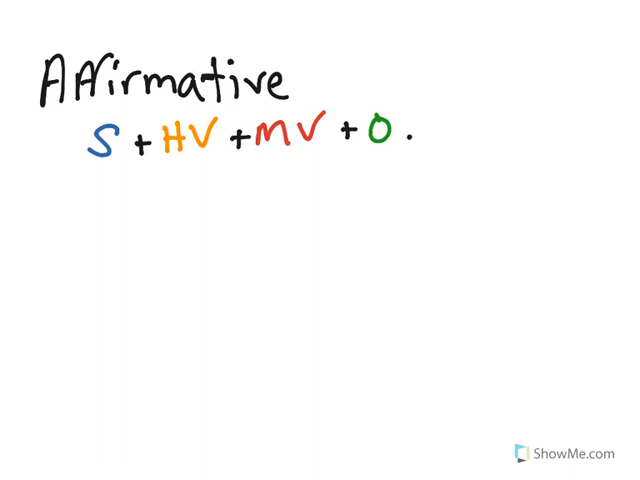 Affirmative
S + HV + MV + O .
ShowMe.com